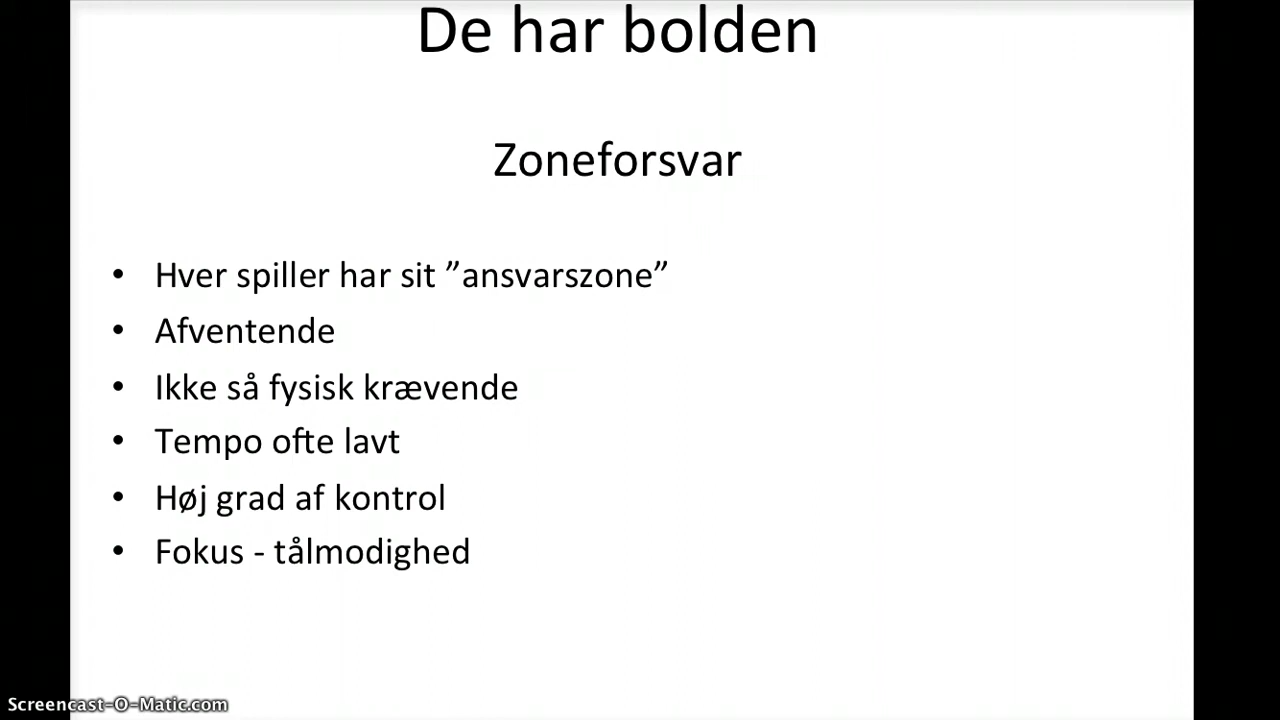 De har bolden
Zoneforsvar
• Hver spiller har sit ”ansvarszone”
• Afventende
• Ikke så fysisk krævende
• Tempo ofte lavt
• Høj grad af kontrol
• Fokus - tålmodighed
Screencast-O-Matic.com